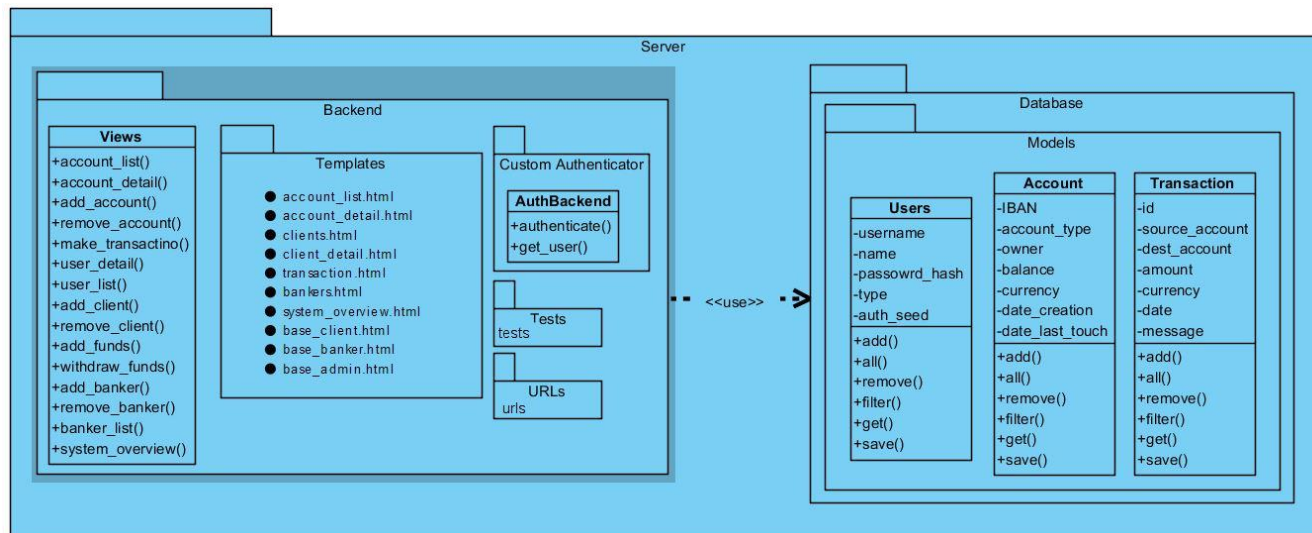 Server
Backend
Views
+account_list()
+account_detail()
+add_account()
+remove_account()
+make_transactino()
+user_detail()
+user_list()
+add_client()
+remove_client()
+add_funds()
+withdraw_funds()
+add_banker()
+remove_banker()
+banker_list()
+system_overview()
Templates
account_list.html
account_detail.html
clients.html
client_detail.html
transaction.html
bankers.html
system_overview.html
base_client.html
base_banker.html
base_admin.html
Custom Authenticator
AuthBackend
+authenticate()
+get_user()
Tests
tests
URLs
urls
<<use>>
Database
Models
Users
-username
-name
-passowrd_hash
-type
-auth_seed
+add()
+all()
+remove()
+filter()
+get()
+save()
Account
-IBAN
-account_type
-owner
-balance
-currency
-date_creation
-date_last_touch
+add()
+all()
+remove()
+filter()
+get()
+save()
Transaction
-id
-source_account
-dest_account
-amount
-currency
-date
-message
+add()
+all()
+remove()
+filter()
+get()
+save()